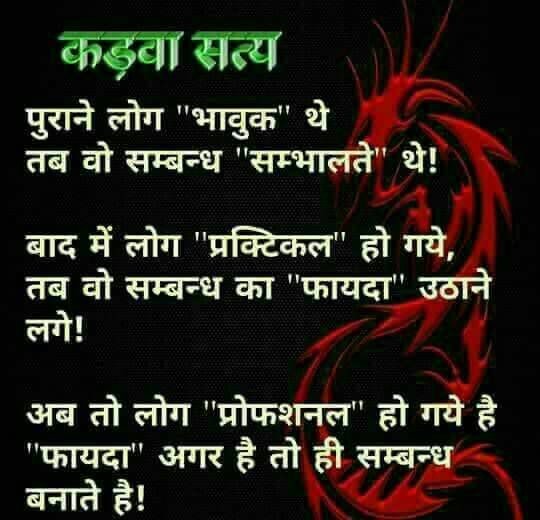 कड़वा सत्य
पुराने लोग "भावुक" थे
तब वो सम्बन्ध "सम्भालते" थे!
बाद में लोग "प्रक्टिकल" हो गये,
तब वो सम्बन्ध का "फायदा" उठाने
लगे!
अब तो लोग "प्रोफशनल" हो गये है
"फायदा" अगर है तो ही सम्बन्ध
बनाते है!